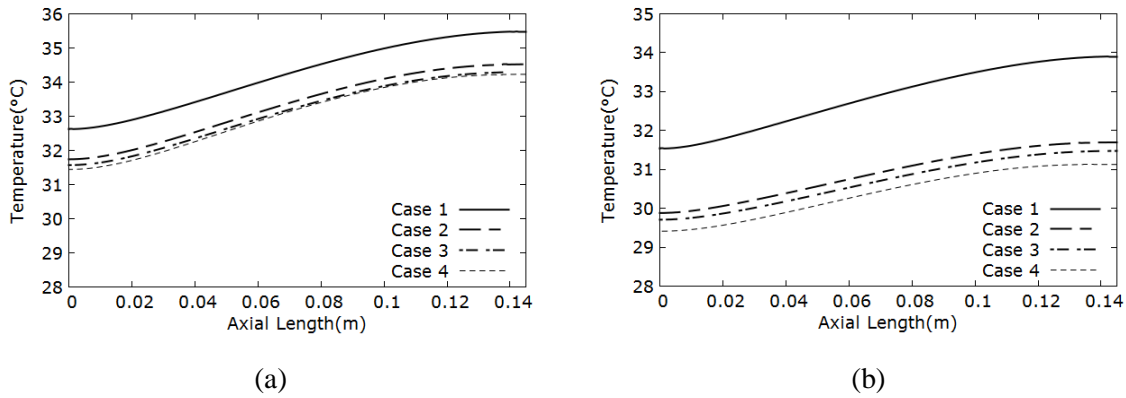 36
35
34
33
32
31
30
29
28
Temperature(°C)
Case 1
Case 2
Case 3
Case 4
0 0.02 0.04 0.06 0.08 0.1 0.12 0.14
Axial Length(m)
(a)
35
34
33
32
31
30
29
28
Temperature(°C)
Case 1
Case 2
Case 3
Case 4
0 0.02 0.04 0.06 0.08 0.1 0.12 0.14
Axial Length(m)
(b)